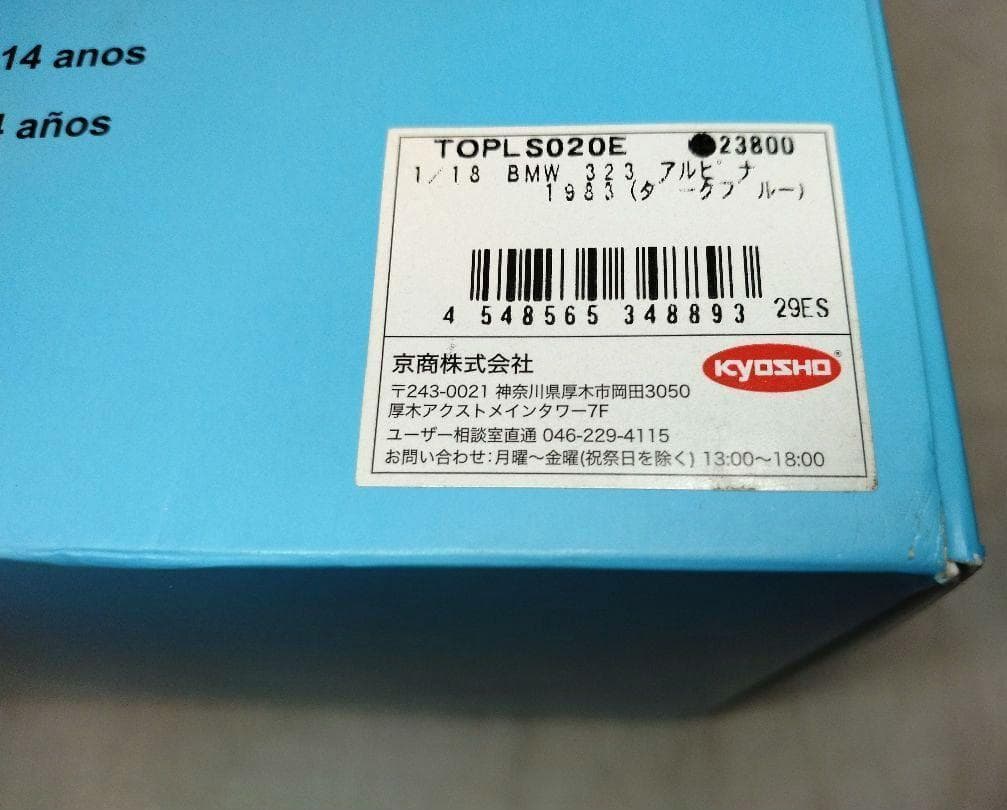 14 anos
4 años
TOPLS020E ●23800
1/18 BMW 323 アルピナ
1983(ダークブルー)
4 548565 348893 29ES
京商株式会社
KYOSHO®
〒243-0021 神奈川県厚木市岡田3050
厚木アクストメインタワー7F
ユーザー相談室直通 046-229-4115
お問い合わせ:月曜〜金曜(祝祭日を除く) 13:00〜18:00